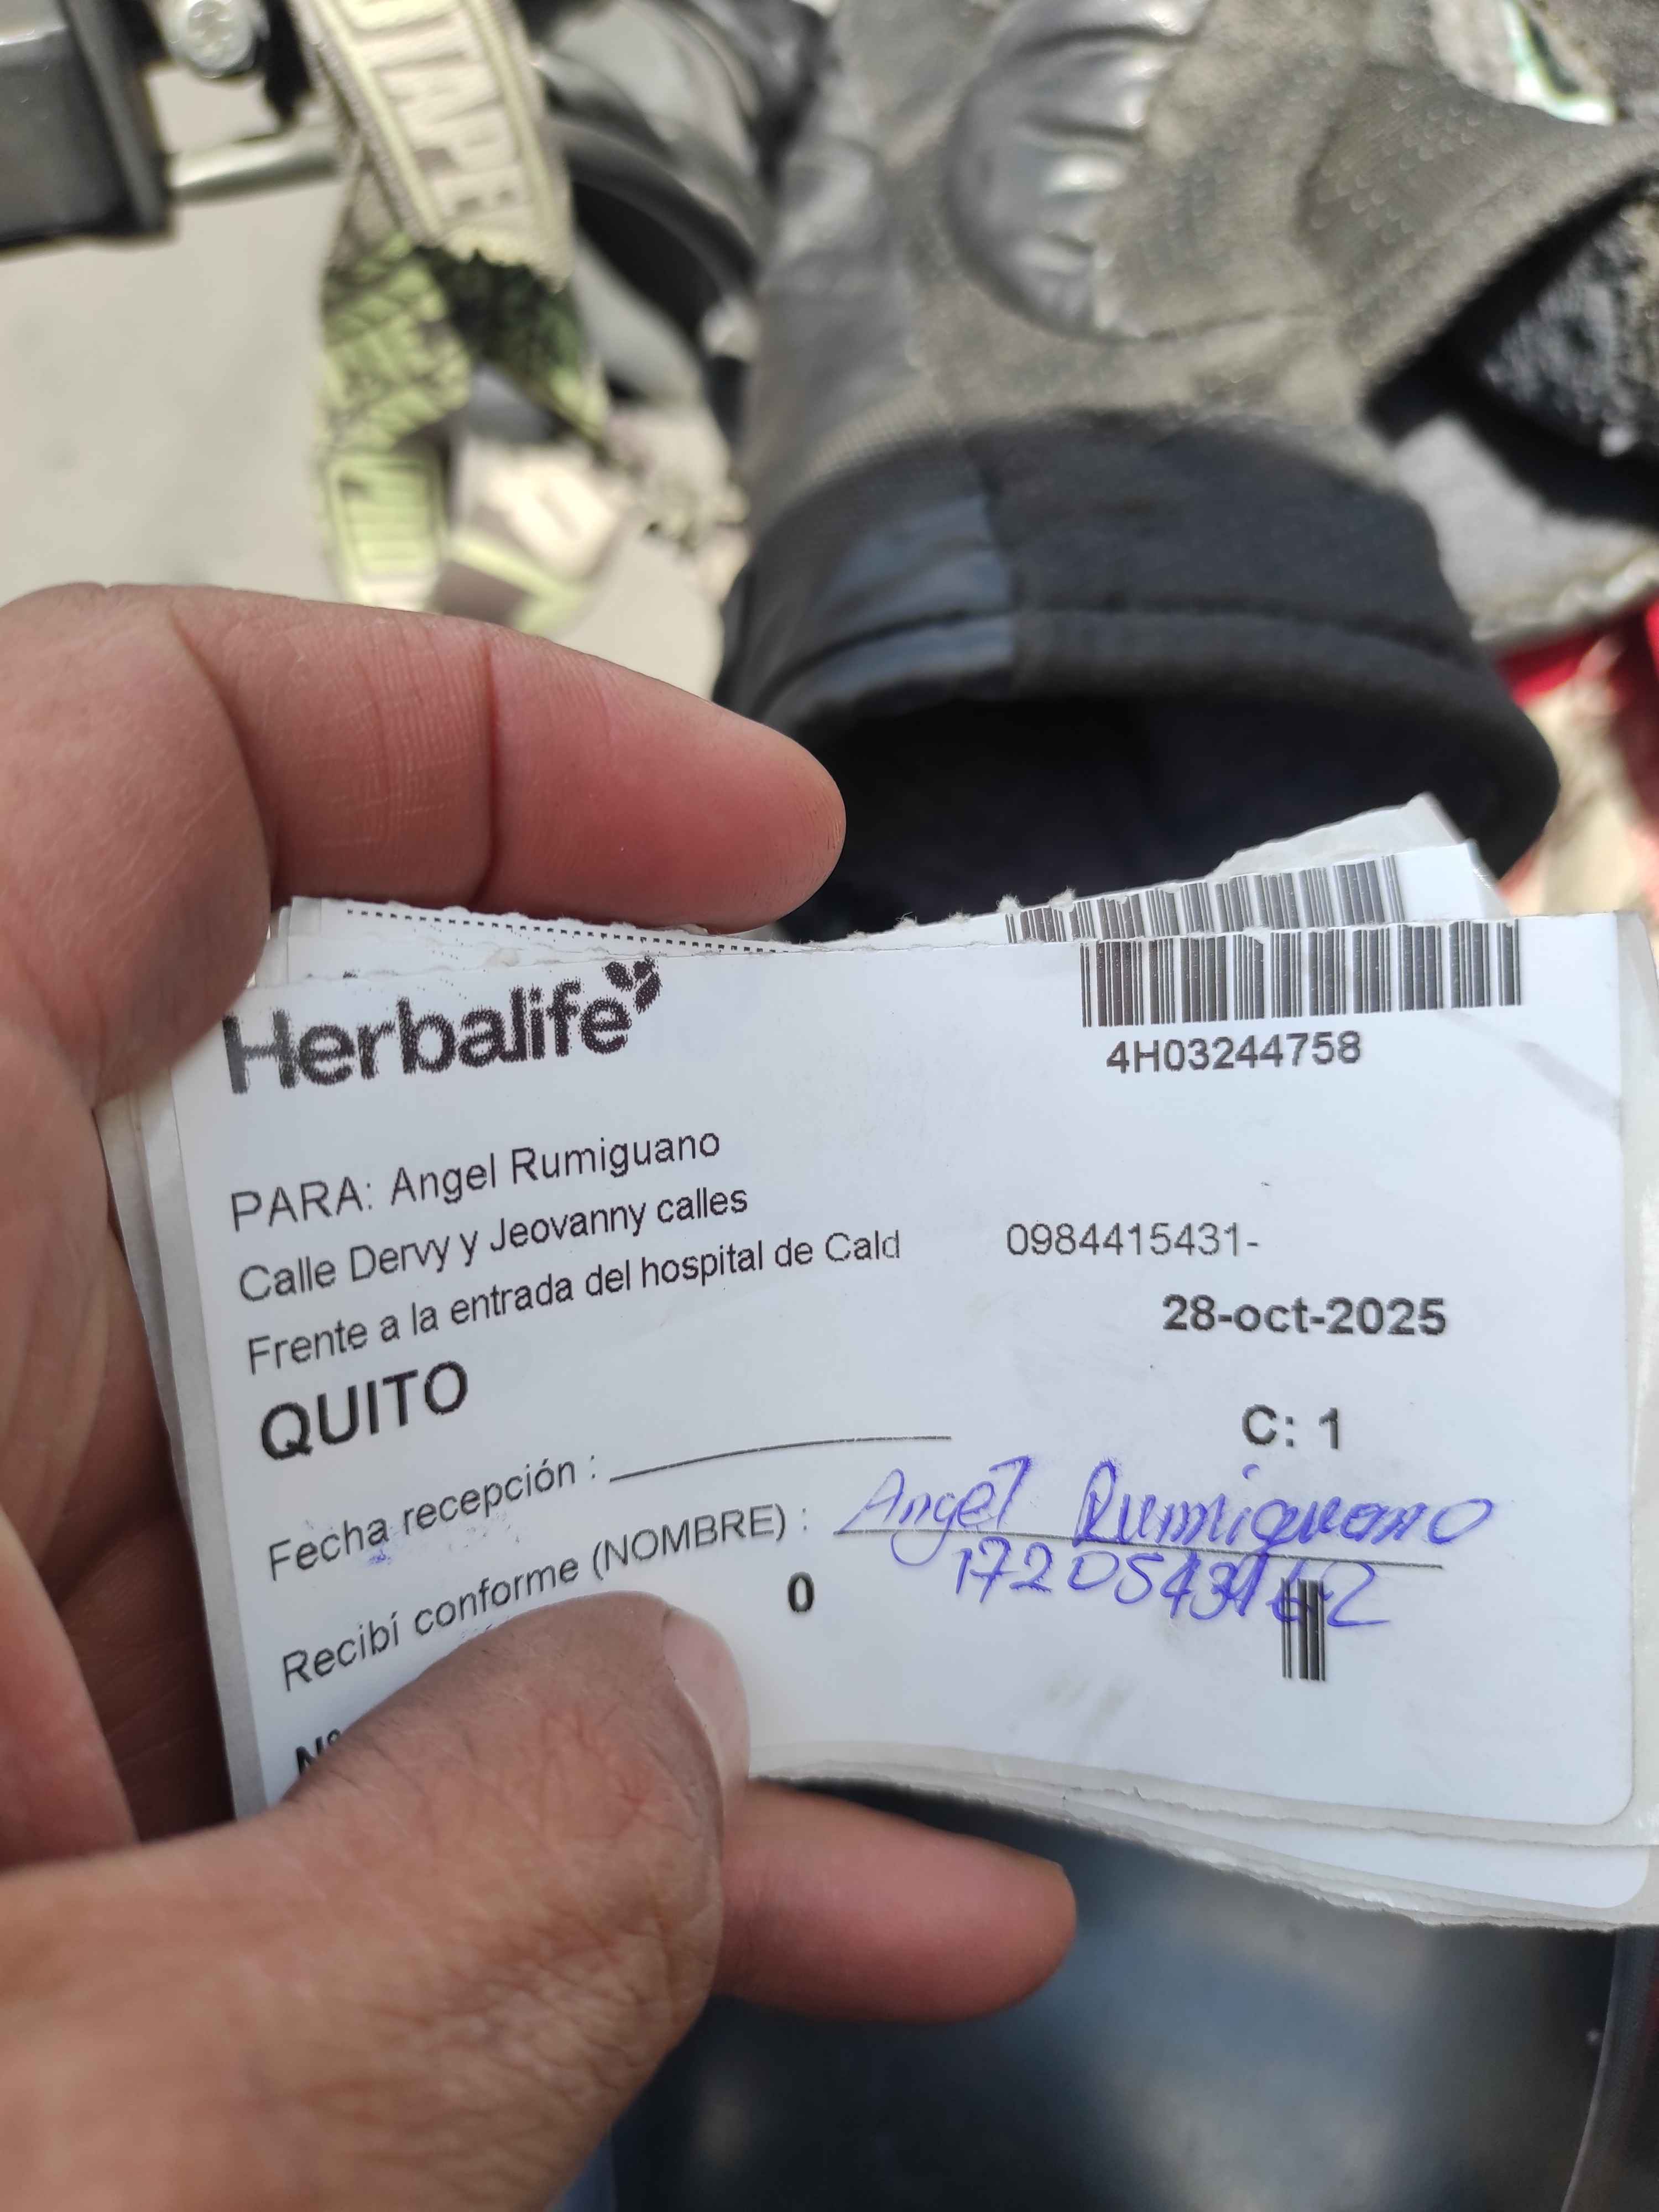 Herbalife
4H03244758
PARA: Angel Rumiguano
Calle Dervy y Jeovanny calles
Frente a la entrada del hospital de Cald
0984415431-
28-oct-2025
QUITO
C: 1
Fecha recepción :
Recibí conforme (NOMBRE) : Angel Rumiguano
0
Nº